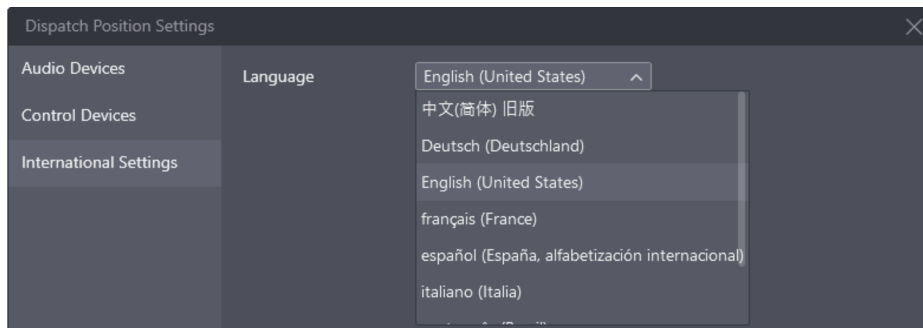 Dispatch Position Settings
Audio Devices
Control Devices
International Settings
Language
English (United States)
中文(简体) 旧版
Deutsch (Deutschland)
English (United States)
français (France)
español (España, alfabetización internacional)
italiano (Italia)